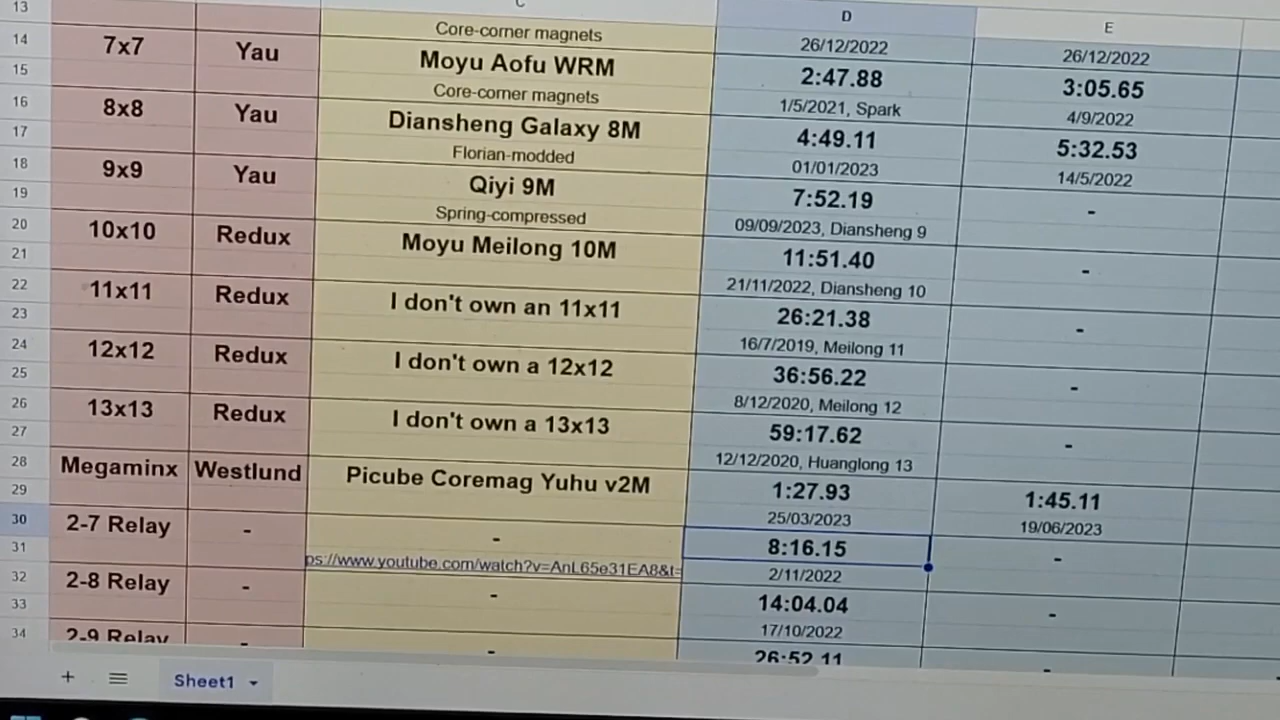 C D E
13 Core-corner magnets 26/12/2022 26/12/2022
14 7x7 Yau Moyu Aofu WRM 2:47.88 3:05.65
15 Core-corner magnets 1/5/2021, Spark 4/9/2022
16 8x8 Yau Diansheng Galaxy 8M 4:49.11 5:32.53
17 Florian-modded 01/01/2023 14/5/2022
18 9x9 Yau Qiyi 9M 7:52.19 -
19 Spring-compressed 09/09/2023, Diansheng 9
20 10x10 Redux Moyu Meilong 10M 11:51.40 -
21 21/11/2022, Diansheng 10
22 11x11 Redux I don't own an 11x11 26:21.38 -
23 16/7/2019, Meilong 11
24 12x12 Redux I don't own a 12x12 36:56.22 -
25 8/12/2020, Meilong 12
26 13x13 Redux I don't own a 13x13 59:17.62 -
27 12/12/2020, Huanglong 13
28 Megaminx Westlund Picube Coremag Yuhu v2M 1:27.93 1:45.11
29 25/03/2023 19/06/2023
30 2-7 Relay - - 8:16.15 -
31 ps://www.youtube.com/watch?v=AnL65e31EA8&t= 2/11/2022
32 2-8 Relay - - 14:04.04 -
33 17/10/2022
34 2-9 Relay - - 26:52.11 -
+ Sheet1